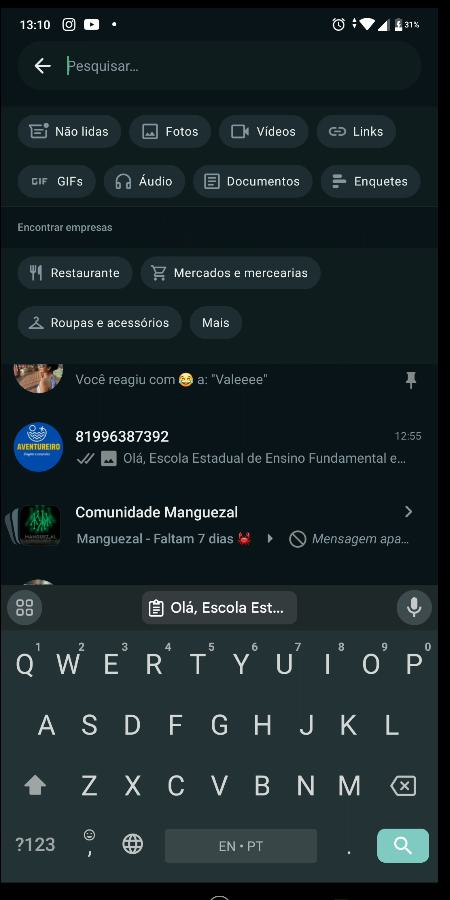 13:10 31%
Pesquisar...
Não lidas Fotos Vídeos Links
GIF GIFs Áudio Documentos Enquetes
Encontrar empresas
Restaurante Mercados e mercearias
Roupas e acessórios Mais
Você reagiu com 😂 a: "Valeeee"
81996387392 12:55
AVENTUREIRO
Olá, Escola Estadual de Ensino Fundamental e...
Comunidade Manguezal
MANGUEZAL
Manguezal - Faltam 7 dias 🦀 Mensagem apa...
Olá, Escola Est...
1 2 3 4 5 6 7 8 9 0
Q W E R T Y U I O P
A S D F G H J K L
Z X C V B N M
?123 , EN • PT .